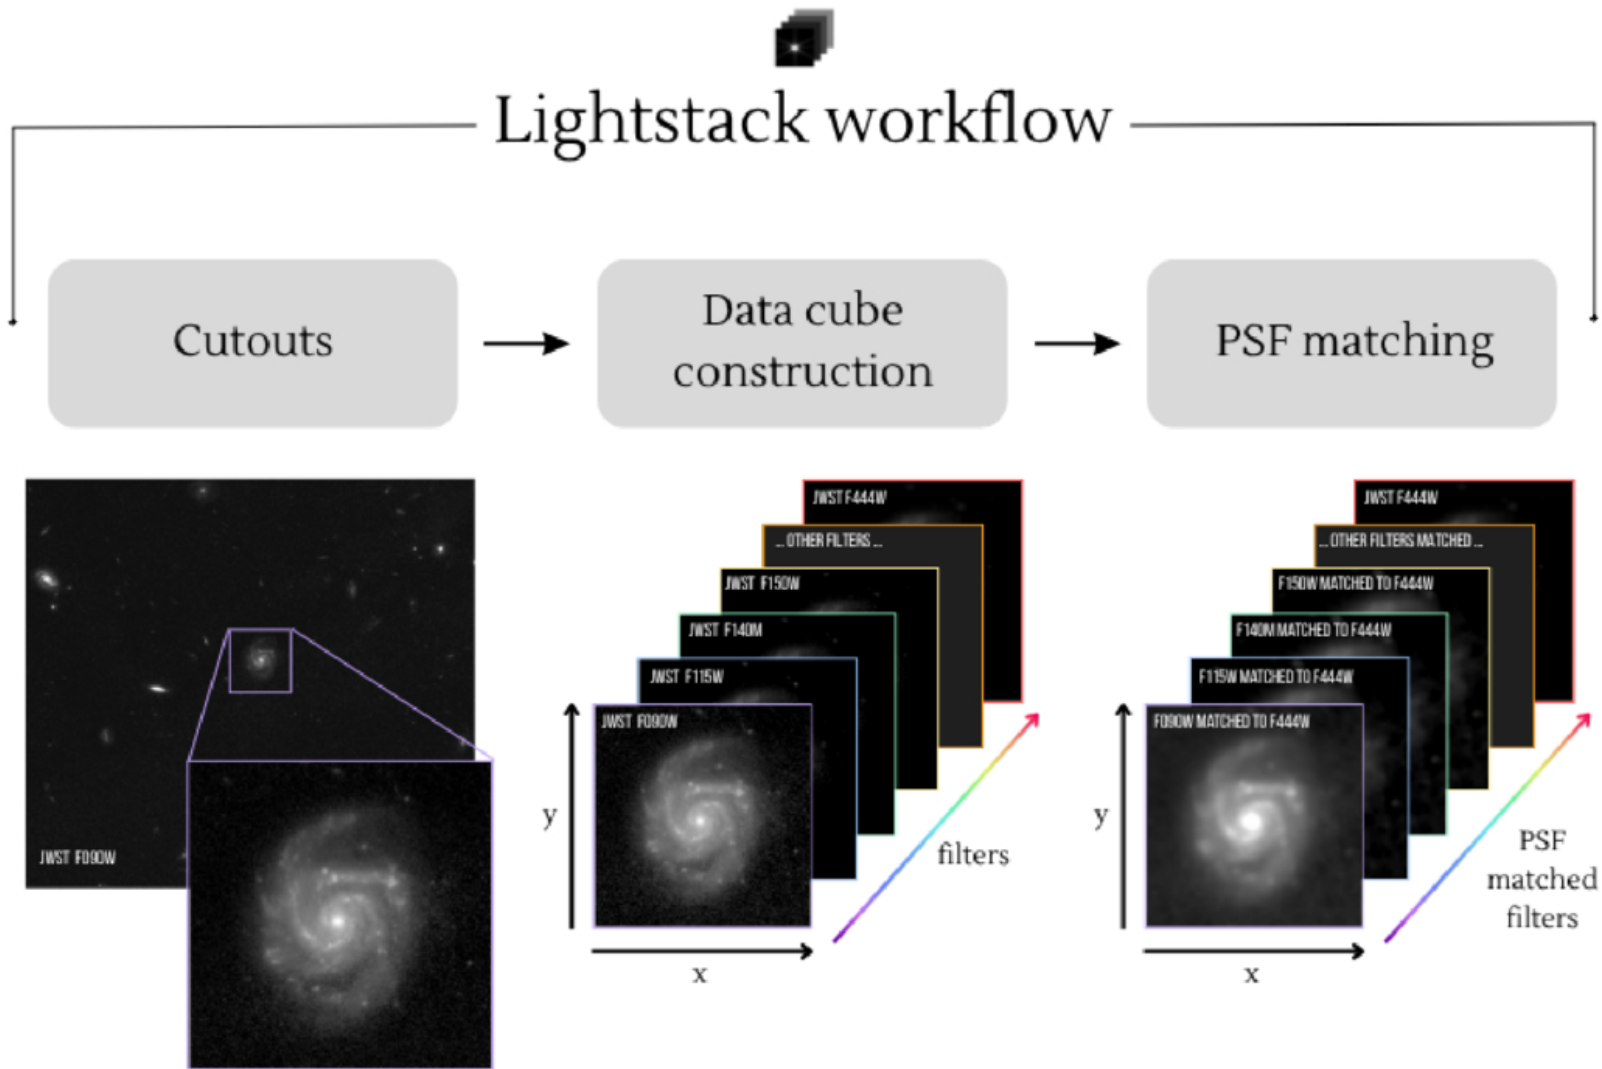 Lightstack workflow
Cutouts
Data cube
construction
PSF matching
JWST F090W
JWST F444W
... OTHER FILTERS ...
JWST F150W
JWST F140M
JWST F115W
JWST F090W
y
x
filters
JWST F444W
... OTHER FILTERS MATCHED ...
F150W MATCHED TO F444W
F140M MATCHED TO F444W
F115W MATCHED TO F444W
F090W MATCHED TO F444W
y
x
PSF
matched
filters